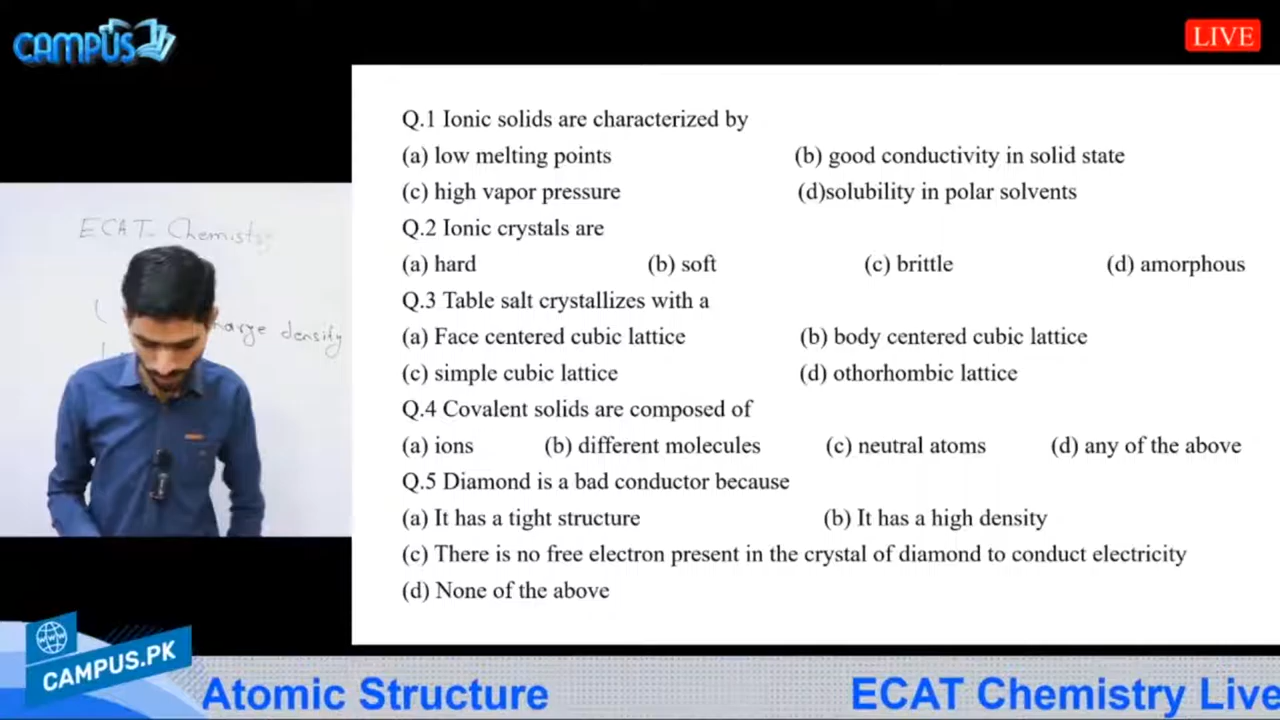 CAMPUS
LIVE
Q.1 Ionic solids are characterized by
(a) low melting points (b) good conductivity in solid state
(c) high vapor pressure (d)solubility in polar solvents
Q.2 Ionic crystals are
(a) hard (b) soft (c) brittle (d) amorphous
Q.3 Table salt crystallizes with a
(a) Face centered cubic lattice (b) body centered cubic lattice
(c) simple cubic lattice (d) othorhombic lattice
Q.4 Covalent solids are composed of
(a) ions (b) different molecules (c) neutral atoms (d) any of the above
Q.5 Diamond is a bad conductor because
(a) It has a tight structure (b) It has a high density
(c) There is no free electron present in the crystal of diamond to conduct electricity
(d) None of the above
ECAT Chemistry
harge density
www
CAMPUS.PK
Atomic Structure
ECAT Chemistry Live